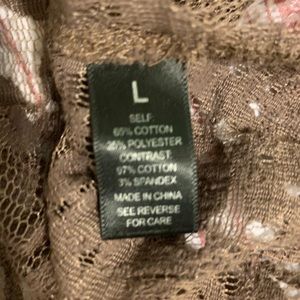 L
SELF:
65% COTTON
35% POLYESTER
CONTRAST:
97% COTTON
3% SPANDEX
MADE IN CHINA
SEE REVERSE
FOR CARE